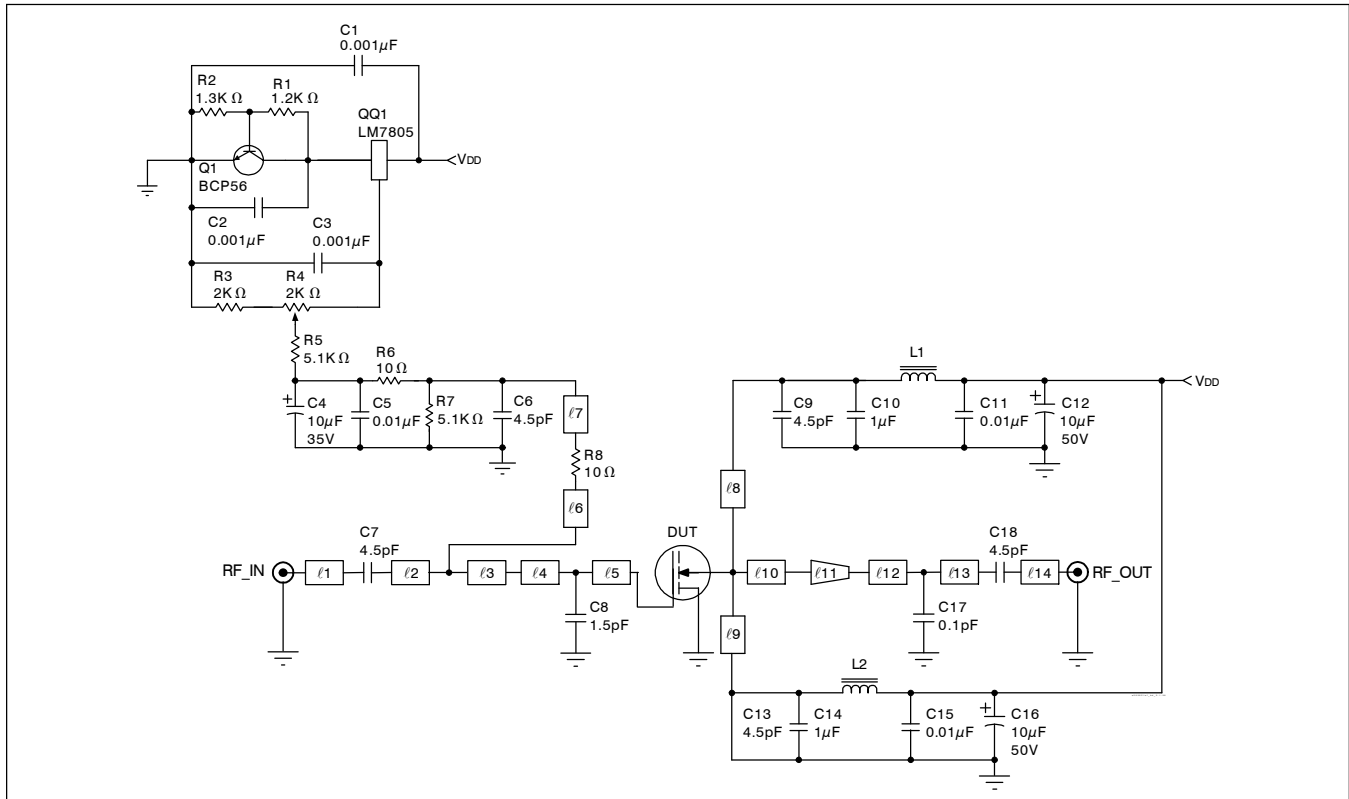 C1
0.001µF
R2
1.3K Ω
R1
1.2K Ω
QQ1
LM7805
VDD
Q1
BCP56
C2
0.001µF
C3
0.001µF
R3
2K Ω
R4
2K Ω
R5
5.1K Ω
R6
10 Ω
C4
10µF
35V
C5
0.01µF
R7
5.1K Ω
C6
4.5pF
ℓ7
R8
10 Ω
ℓ6
L1
VDD
C9
4.5pF
C10
1µF
C11
0.01µF
C12
10µF
50V
ℓ8
DUT
RF_IN
ℓ1
C7
4.5pF
ℓ2
ℓ3
ℓ4
ℓ5
C8
1.5pF
ℓ10
ℓ11
ℓ12
ℓ13
C18
4.5pF
ℓ14
RF_OUT
C17
0.1pF
ℓ9
L2
C13
4.5pF
C14
1µF
C15
0.01µF
C16
10µF
50V